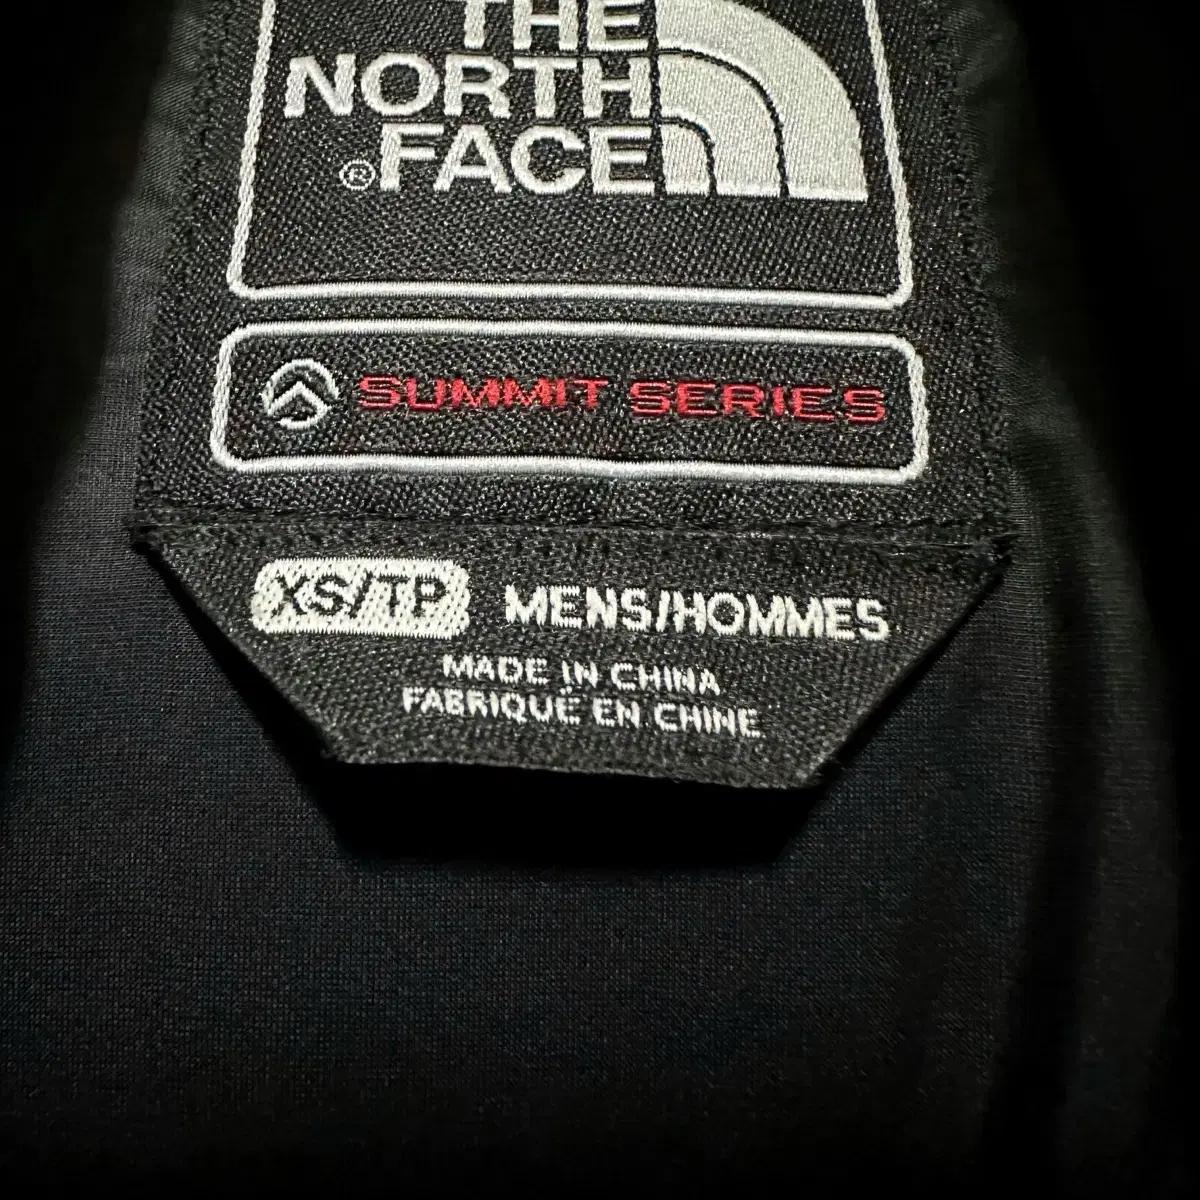 THE
NORTH
®FACE
SUMMIT SERIES
XS/TP MENS/HOMMES
MADE IN CHINA
FABRIQUÉ EN CHINE